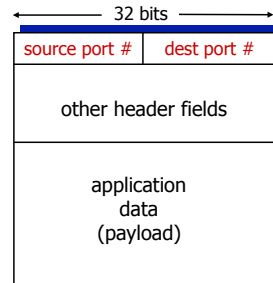 32 bits
source port # dest port #
other header fields
application
data
(payload)